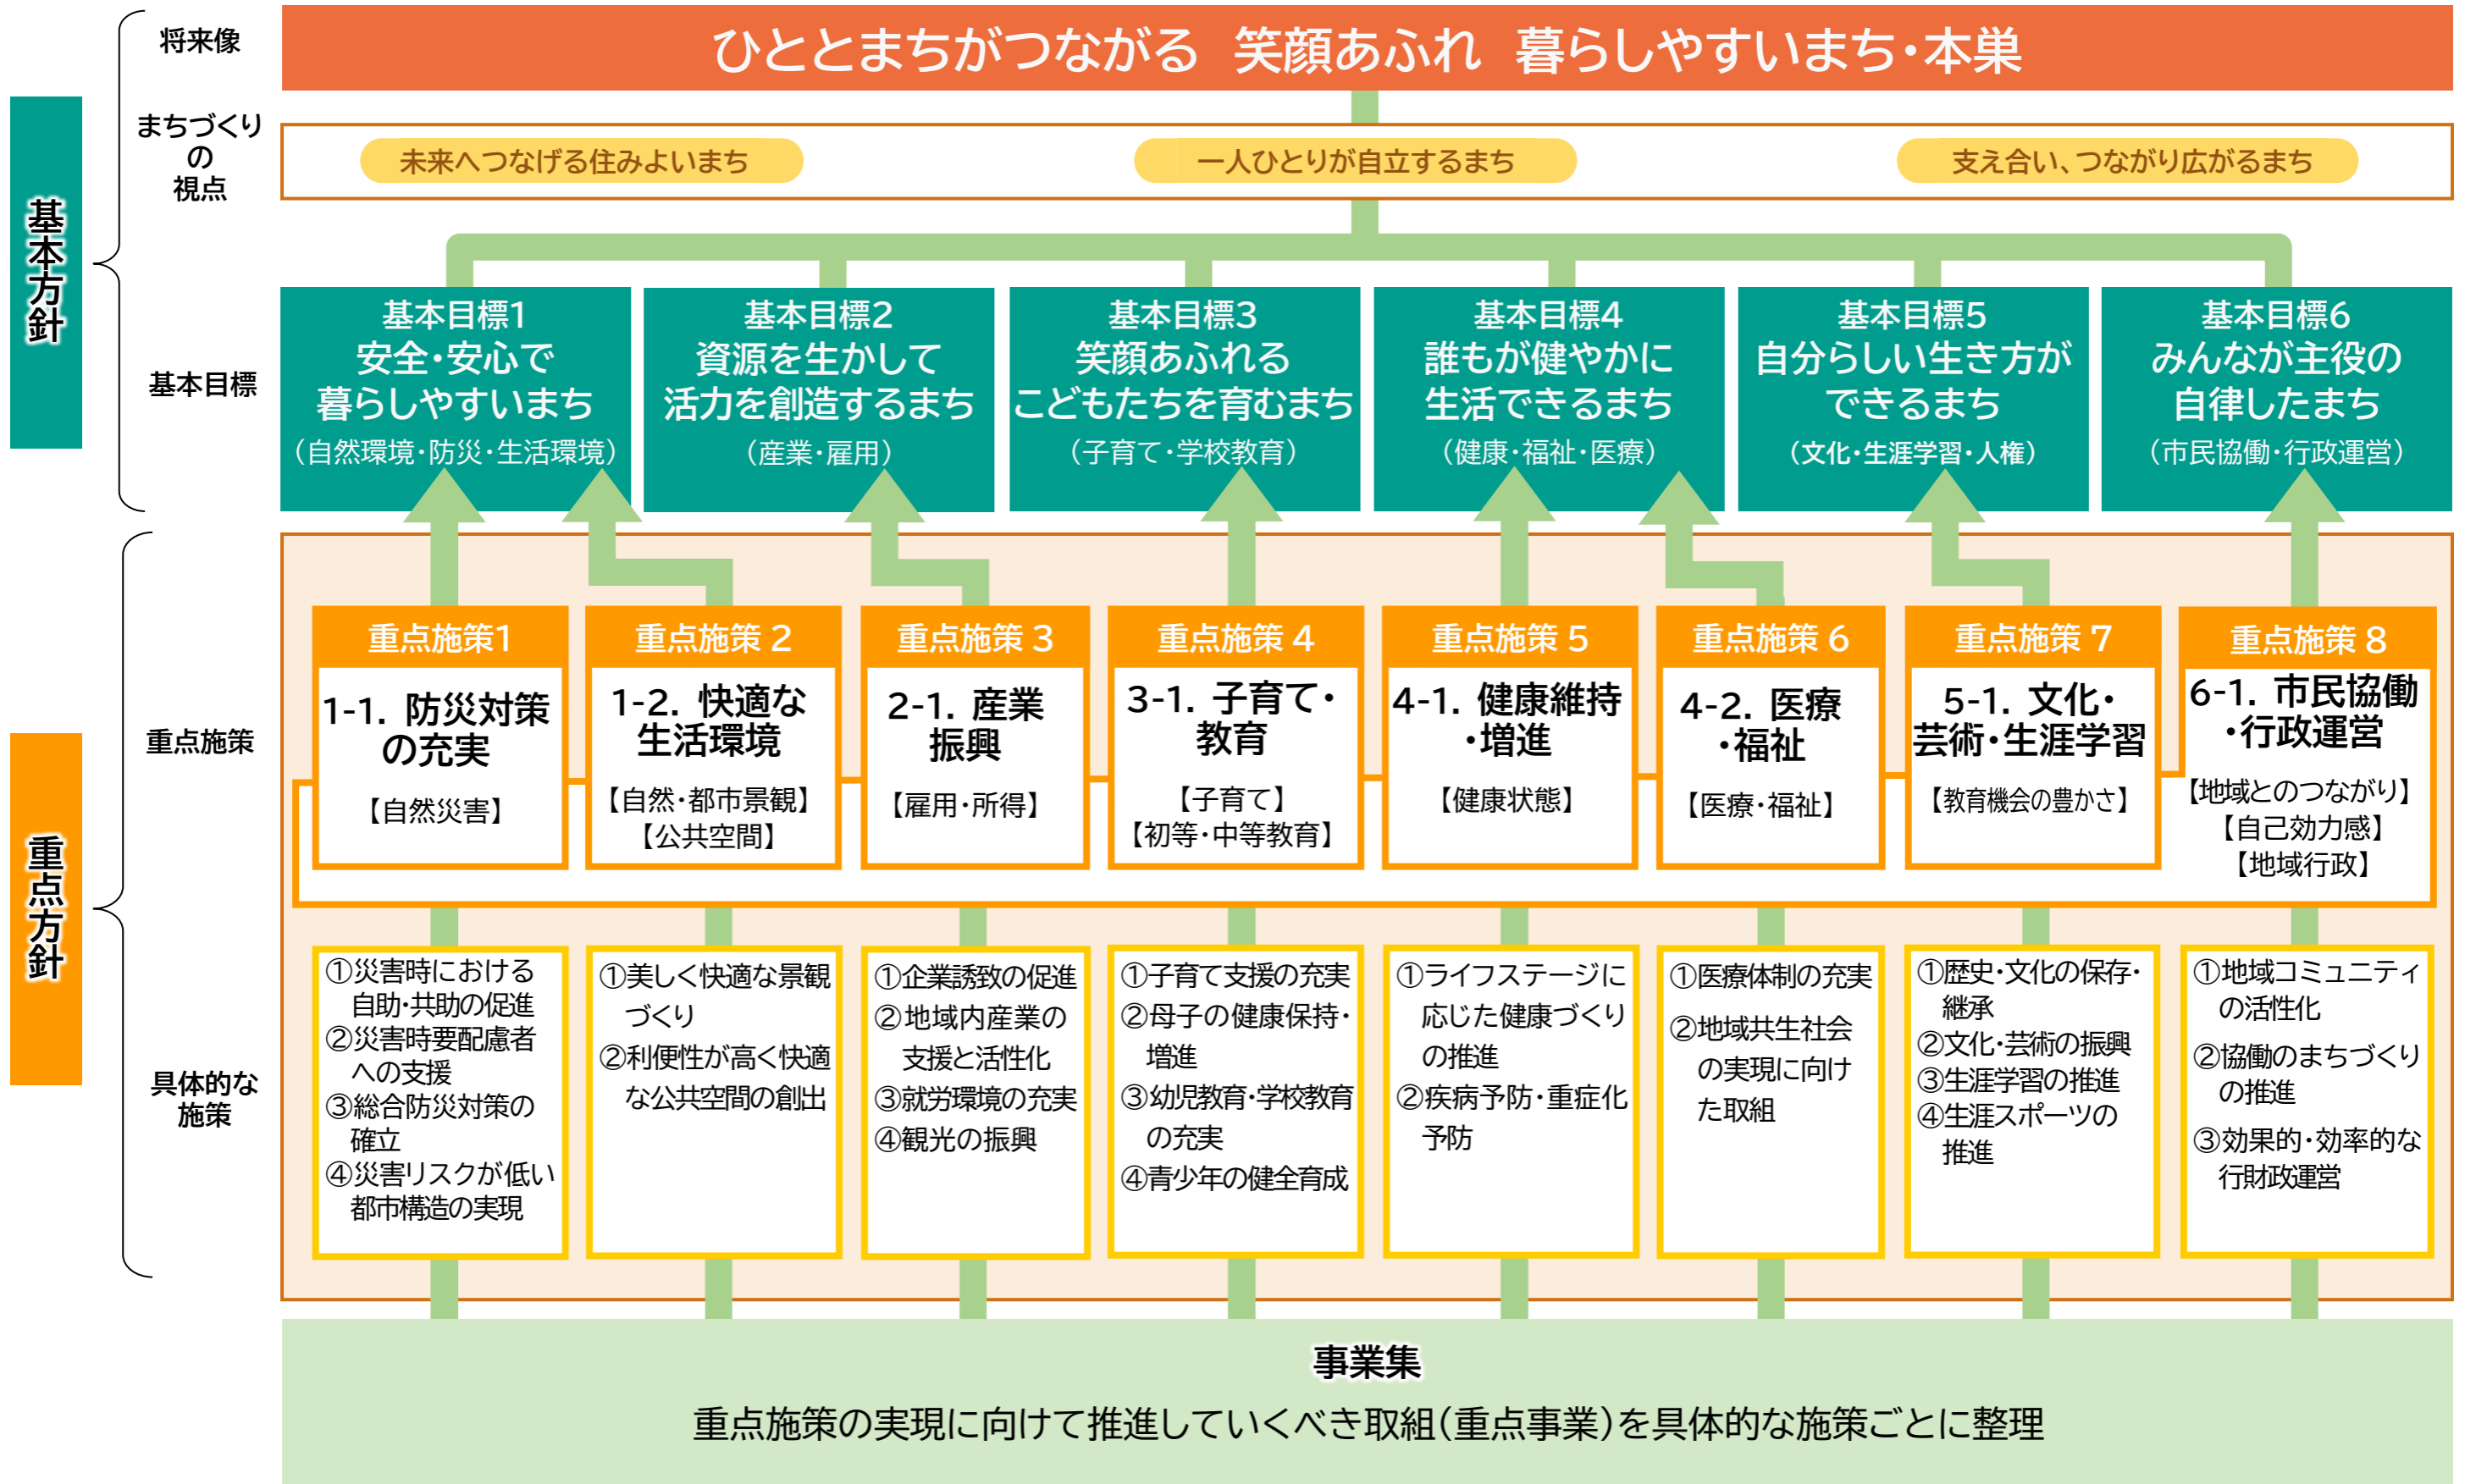 基本方針
将来像
ひととまちがつながる　笑顔あふれ　暮らしやすいまち・本巣
まちづくり
の
視点
未来へつなげる住みよいまち
一人ひとりが自立するまち
支え合い、つながり広がるまち
基本目標
基本目標1
安全・安心で
暮らしやすいまち
（自然環境・防災・生活環境）
基本目標2
資源を生かして
活力を創造するまち
（産業・雇用）
基本目標3
笑顔あふれる
こどもたちを育むまち
（子育て・学校教育）
基本目標4
誰もが健やかに
生活できるまち
（健康・福祉・医療）
基本目標5
自分らしい生き方が
できるまち
（文化・生涯学習・人権）
基本目標6
みんなが主役の
自律したまち
（市民協働・行政運営）
重点方針
重点施策
重点施策1
1-1. 防災対策
の充実
【自然災害】
重点施策 2
1-2. 快適な
生活環境
【自然・都市景観】
【公共空間】
重点施策 3
2-1. 産業
振興
【雇用・所得】
重点施策 4
3-1. 子育て・
教育
【子育て】
【初等・中等教育】
重点施策 5
4-1. 健康維持
・増進
【健康状態】
重点施策 6
4-2. 医療
・福祉
【医療・福祉】
重点施策 7
5-1. 文化・
芸術・生涯学習
【教育機会の豊かさ】
重点施策 8
6-1. 市民協働
・行政運営
【地域とのつながり】
【自己効力感】
【地域行政】
具体的な
施策
①災害時における
自助・共助の促進
②災害時要配慮者
への支援
③総合防災対策の
確立
④災害リスクが低い
都市構造の実現
①美しく快適な景観
づくり
②利便性が高く快適
な公共空間の創出
①企業誘致の促進
②地域内産業の
支援と活性化
③就労環境の充実
④観光の振興
①子育て支援の充実
②母子の健康保持・
増進
③幼児教育・学校教育
の充実
④青少年の健全育成
①ライフステージに
応じた健康づくり
の推進
②疾病予防・重症化
予防
①医療体制の充実
②地域共生社会
の実現に向け
た取組
①歴史・文化の保存・
継承
②文化・芸術の振興
③生涯学習の推進
④生涯スポーツの
推進
①地域コミュニティ
の活性化
②協働のまちづくり
の推進
③効果的・効率的な
行財政運営
事業集
重点施策の実現に向けて推進していくべき取組（重点事業）を具体的な施策ごとに整理